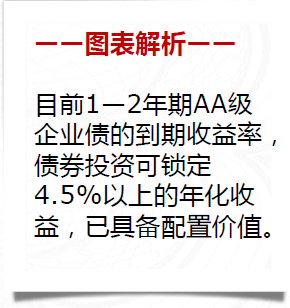 ——图表解析——
目前1—2年期AA级
企业债的到期收益率，
债券投资可锁定
4.5%以上的年化收
益，已具备配置价值。